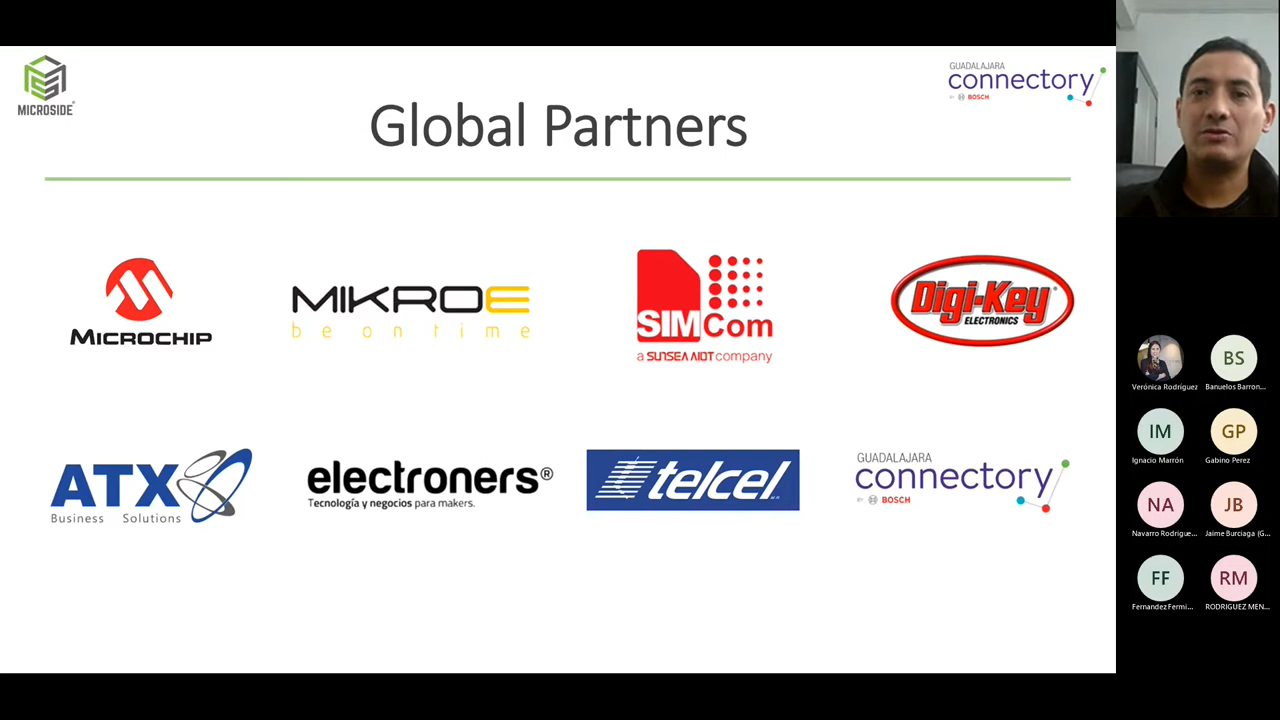 MICROSIDE®
GUADALAJARA
connectory
BY BOSCH
Global Partners
MICROCHIP
MIKROE
be on time
SIMCom
a SUNSEA AIOT company
Digi-Key®
ELECTRONICS
ATX
Business Solutions
electroners®
Tecnología y negocios para makers.
telcel
GUADALAJARA
connectory
BY BOSCH
Verónica Rodríguez
BS
Banuelos Barron...
IM
Ignacio Marrón
GP
Gabino Perez
NA
Navarro Rodrigue...
JB
Jaime Burciaga (G...
FF
Fernandez Fermi...
RM
RODRIGUEZ MEN...